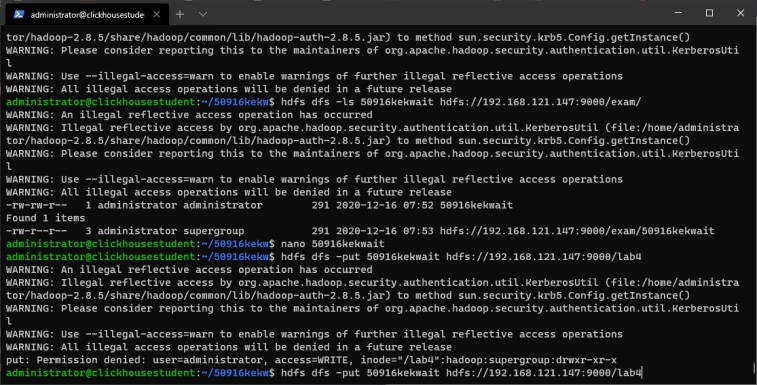 administrator@clickhousestude
tor/hadoop-2.8.5/share/hadoop/common/lib/hadoop-auth-2.8.5.jar) to method sun.security.krb5.Config.getInstance()
WARNING: Please consider reporting this to the maintainers of org.apache.hadoop.security.authentication.util.KerberosUti
l
WARNING: Use --illegal-access=warn to enable warnings of further illegal reflective access operations
WARNING: All illegal access operations will be denied in a future release
administrator@clickhousestudent:~/50916kekw$ hdfs dfs -ls 50916kekwait hdfs://192.168.121.147:9000/exam/
WARNING: An illegal reflective access operation has occurred
WARNING: Illegal reflective access by org.apache.hadoop.security.authentication.util.KerberosUtil (file:/home/administra
tor/hadoop-2.8.5/share/hadoop/common/lib/hadoop-auth-2.8.5.jar) to method sun.security.krb5.Config.getInstance()
WARNING: Please consider reporting this to the maintainers of org.apache.hadoop.security.authentication.util.KerberosUti
l
WARNING: Use --illegal-access=warn to enable warnings of further illegal reflective access operations
WARNING: All illegal access operations will be denied in a future release
-rw-rw-r-- 1 administrator administrator 291 2020-12-16 07:52 50916kekwait
Found 1 items
-rw-r--r-- 3 administrator supergroup 291 2020-12-16 07:53 hdfs://192.168.121.147:9000/exam/50916kekwait
administrator@clickhousestudent:~/50916kekw$ nano 50916kekwait
administrator@clickhousestudent:~/50916kekw$ hdfs dfs -put 50916kekwait hdfs://192.168.121.147:9000/lab4
WARNING: An illegal reflective access operation has occurred
WARNING: Illegal reflective access by org.apache.hadoop.security.authentication.util.KerberosUtil (file:/home/administra
tor/hadoop-2.8.5/share/hadoop/common/lib/hadoop-auth-2.8.5.jar) to method sun.security.krb5.Config.getInstance()
WARNING: Please consider reporting this to the maintainers of org.apache.hadoop.security.authentication.util.KerberosUti
l
WARNING: Use --illegal-access=warn to enable warnings of further illegal reflective access operations
WARNING: All illegal access operations will be denied in a future release
put: Permission denied: user=administrator, access=WRITE, inode="/lab4":hadoop:supergroup:drwxr-xr-x
administrator@clickhousestudent:~/50916kekw$ hdfs dfs -put 50916kekwait hdfs://192.168.121.147:9000/lab4